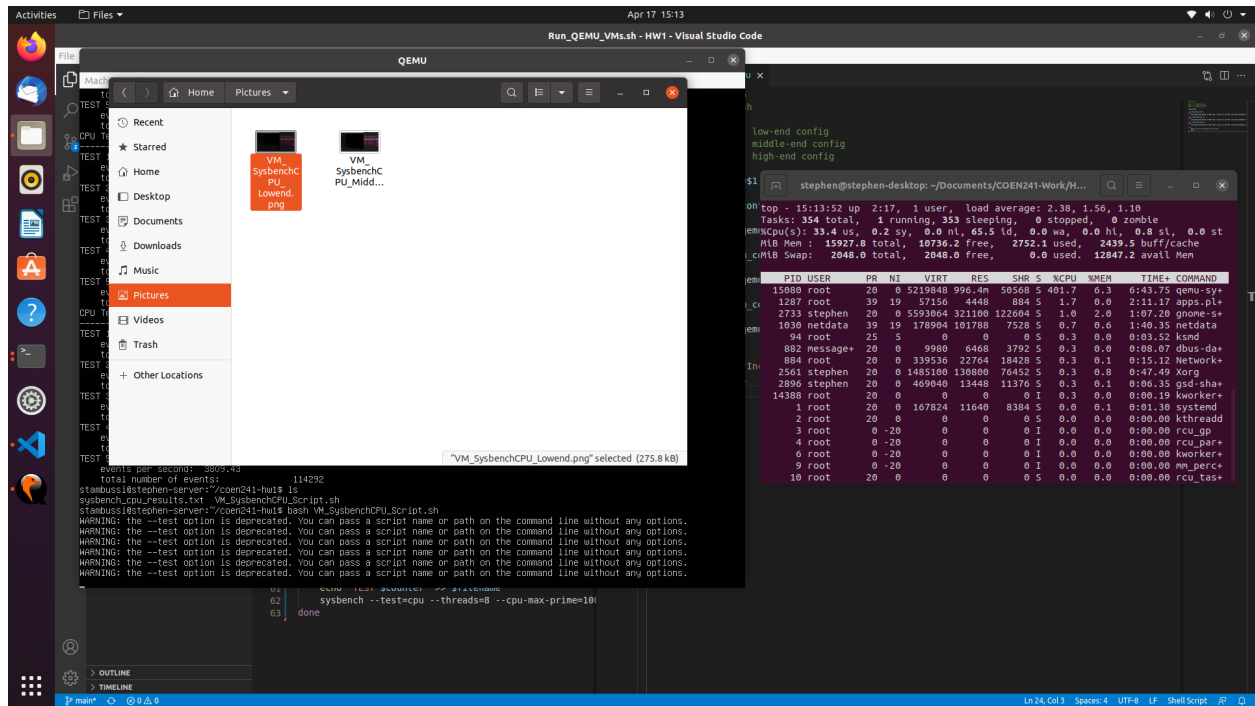 Activities
Files
Apr 17 15:13
Run_QEMU_VMs.sh - HW1 - Visual Studio Code
File
QEMU
Mach
Home
Pictures
Recent
Starred
Home
Desktop
Documents
Downloads
Music
Pictures
Videos
Trash
Other Locations
VM_
SysbenchC
PU_
Lowend.
png
VM_
SysbenchC
PU_Midd...
"VM_SysbenchCPU_Lowend.png" selected (275.8 kB)
events per second: 3809.43
total number of events: 114292
stambussi@stephen-server:~/coen241-hw1$ ls
sysbench_cpu_results.txt VM_SysbenchCPU_Script.sh
stambussi@stephen-server:~/coen241-hw1$ bash VM_SysbenchCPU_Script.sh
WARNING: the --test option is deprecated. You can pass a script name or path on the command line without any options.
WARNING: the --test option is deprecated. You can pass a script name or path on the command line without any options.
WARNING: the --test option is deprecated. You can pass a script name or path on the command line without any options.
WARNING: the --test option is deprecated. You can pass a script name or path on the command line without any options.
WARNING: the --test option is deprecated. You can pass a script name or path on the command line without any options.
WARNING: the --test option is deprecated. You can pass a script name or path on the command line without any options.
62 sysbench --test=cpu --threads=8 --cpu-max-prime=10
63 done
low-end config
middle-end config
high-end config
stephen@stephen-desktop: ~/Documents/COEN241-Work/H...
top - 15:13:52 up 2:17, 1 user, load average: 2.38, 1.56, 1.10
Tasks: 354 total, 1 running, 353 sleeping, 0 stopped, 0 zombie
%Cpu(s): 33.4 us, 0.2 sy, 0.0 ni, 65.5 id, 0.0 wa, 0.0 hi, 0.8 si, 0.0 st
MiB Mem : 15927.8 total, 10736.2 free, 2752.1 used, 2439.5 buff/cache
MiB Swap: 2048.0 total, 2048.0 free, 0.0 used. 12847.2 avail Mem
PID USER PR NI VIRT RES SHR S %CPU %MEM TIME+ COMMAND
15080 root 20 0 5219848 996.4m 50568 S 401.7 6.3 6:43.75 qemu-sy+
1287 root 39 19 57156 4448 884 S 1.7 0.0 2:11.17 apps.pl+
2733 stephen 20 0 5593064 321100 122604 S 1.0 2.0 1:07.20 gnome-s+
1030 netdata 39 19 178904 101788 7528 S 0.7 0.6 1:40.35 netdata
94 root 25 5 0 0 0 S 0.3 0.0 0:03.52 ksmd
882 message+ 20 0 9980 6468 3792 S 0.3 0.0 0:08.07 dbus-da+
884 root 20 0 339536 22764 18428 S 0.3 0.1 0:15.12 Network+
2561 stephen 20 0 1485100 130800 76452 S 0.3 0.8 0:47.49 Xorg
2896 stephen 20 0 469040 13448 11376 S 0.3 0.1 0:06.35 gsd-sha+
14388 root 20 0 0 0 0 I 0.3 0.0 0:00.19 kworker+
1 root 20 0 167824 11640 8384 S 0.0 0.1 0:01.30 systemd
2 root 20 0 0 0 0 S 0.0 0.0 0:00.00 kthreadd
3 root 0 -20 0 0 0 I 0.0 0.0 0:00.00 rcu_gp
4 root 0 -20 0 0 0 I 0.0 0.0 0:00.00 rcu_par+
6 root 0 -20 0 0 0 I 0.0 0.0 0:00.00 kworker+
9 root 0 -20 0 0 0 I 0.0 0.0 0:00.00 mm_perc+
10 root 20 0 0 0 0 S 0.0 0.0 0:00.00 rcu_tas+
OUTLINE
TIMELINE
main*
0
0
Ln 24, Col 3
Spaces: 4
UTF-8
LF
Shell Script